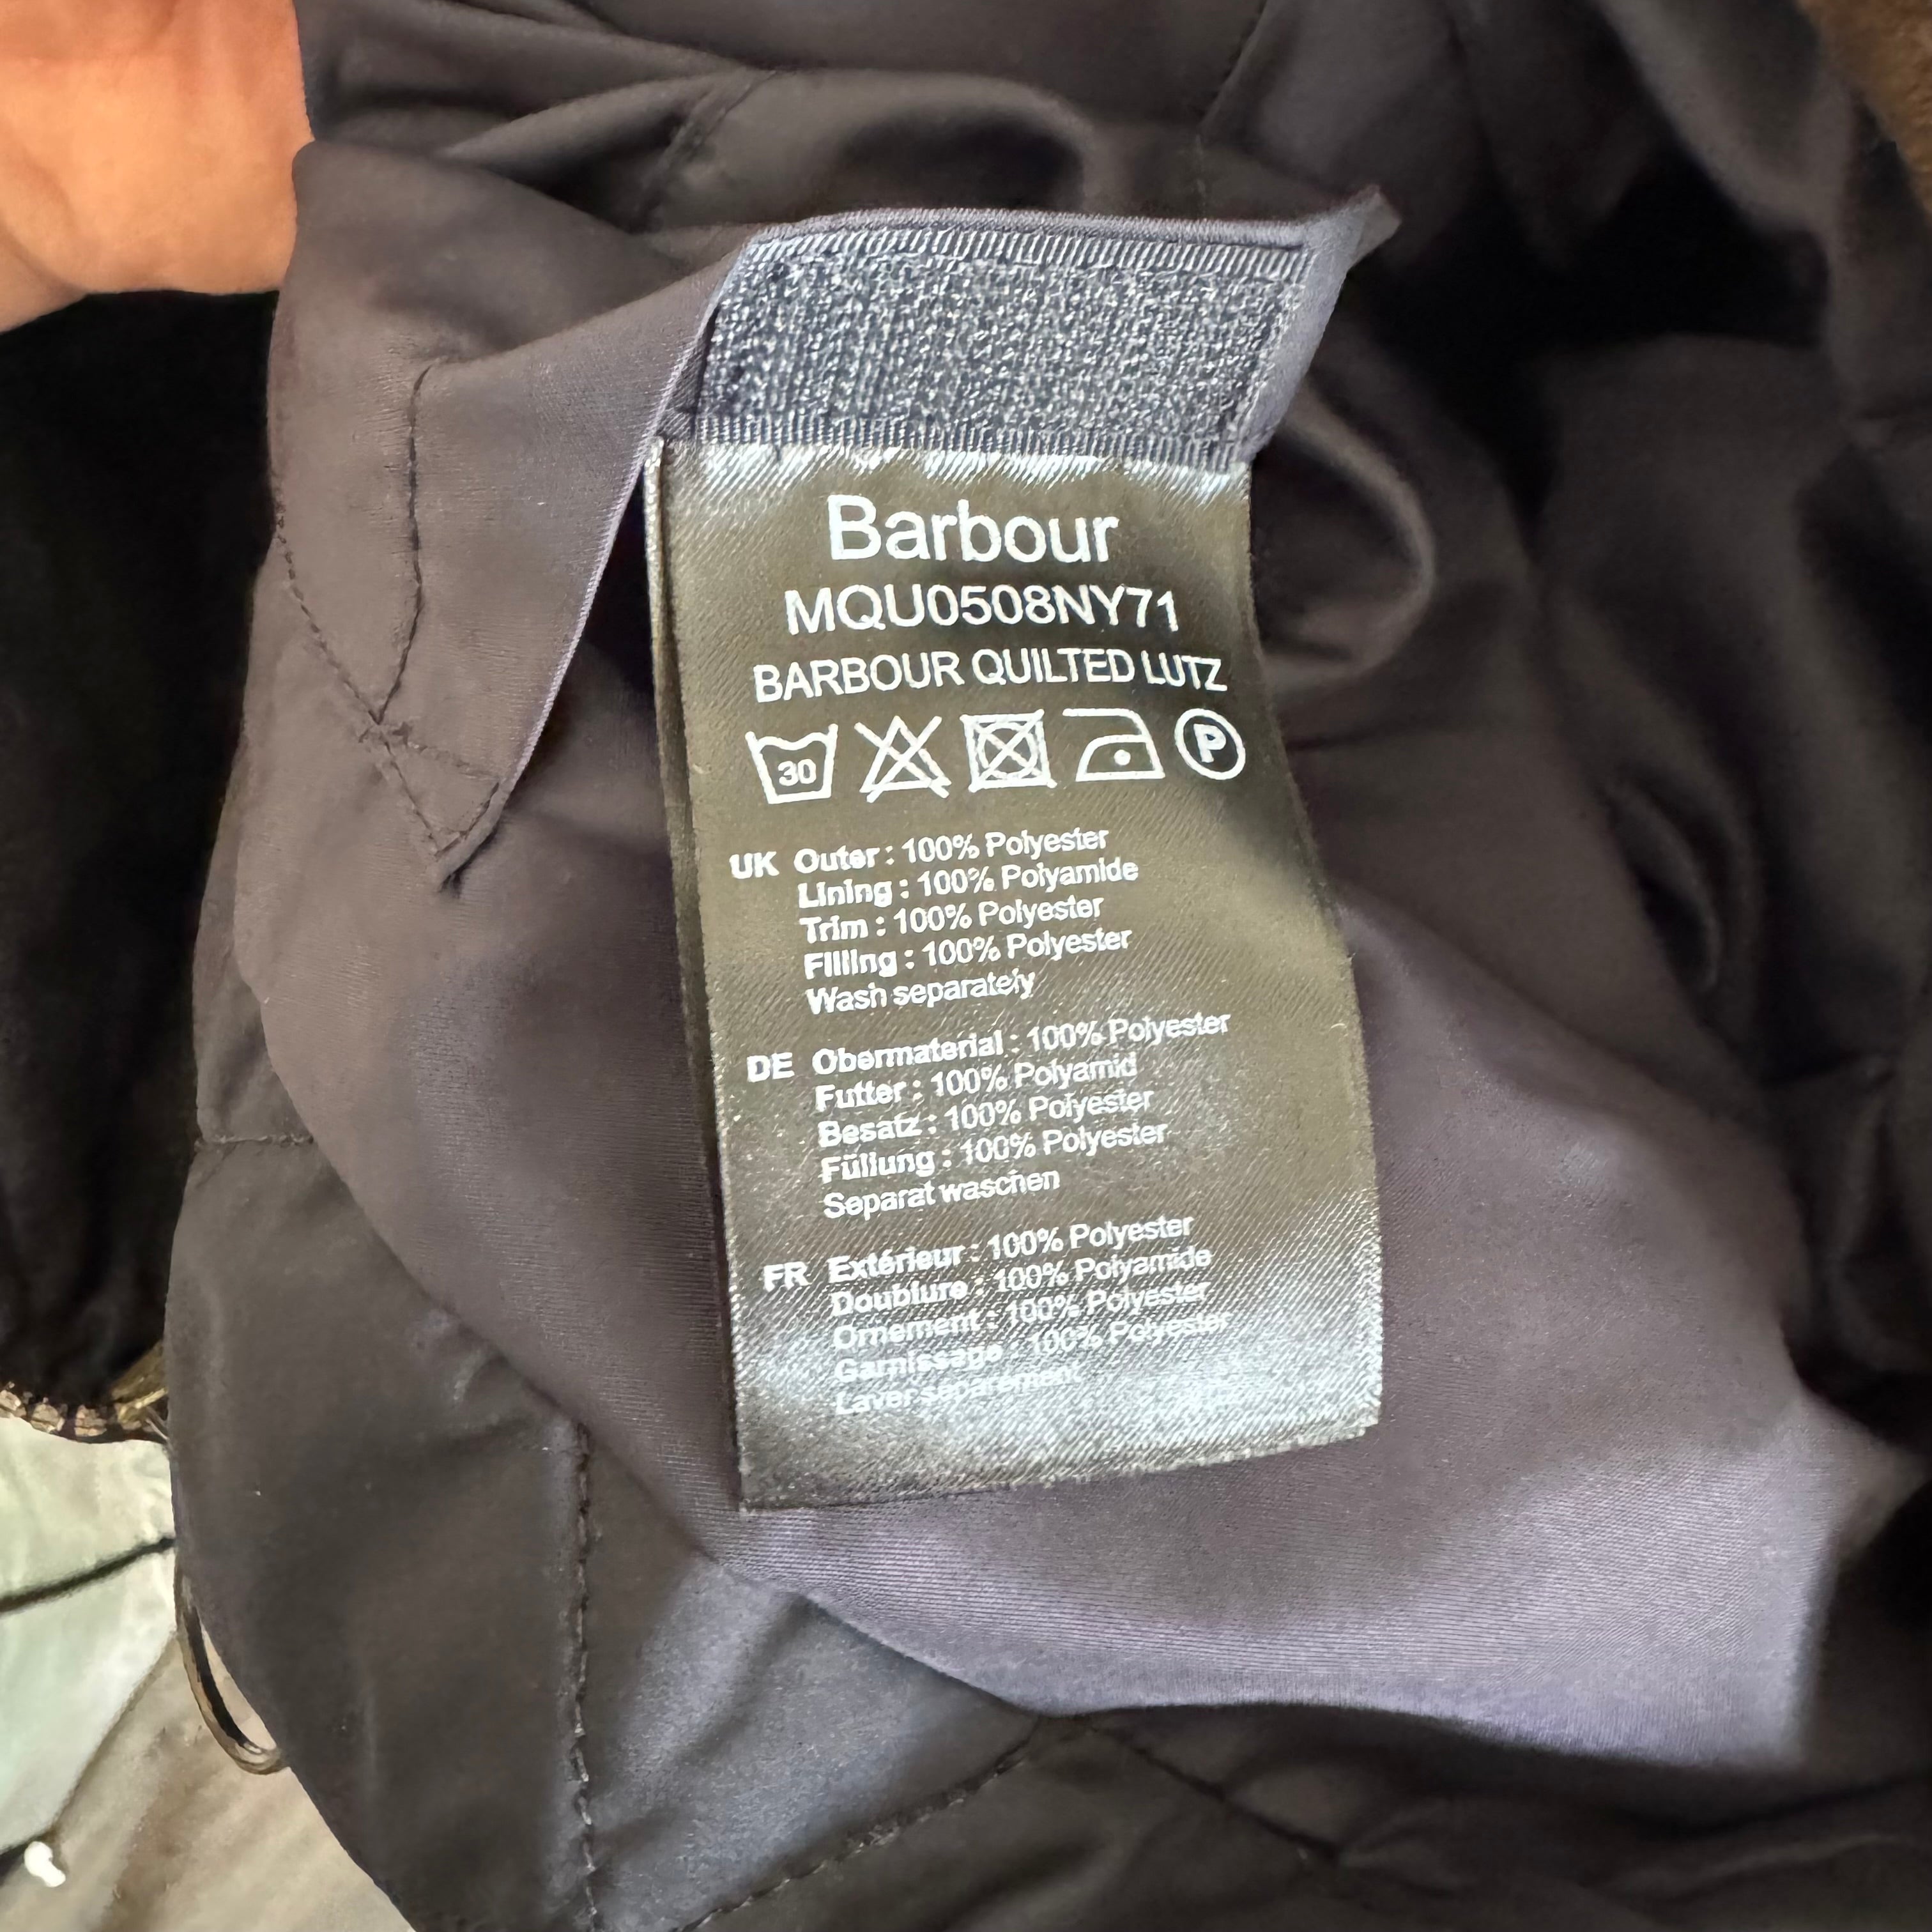 Barbour
MQU0508NY71
BARBOUR QUILTED LUTZ
30 P
UK Outer : 100% Polyester
Lining : 100% Polyamide
Trim : 100% Polyester
Filling : 100% Polyester
Wash separately
DE Obermaterial : 100% Polyester
Futter : 100% Polyamid
Besatz : 100% Polyester
Füllung : 100% Polyester
Separat waschen
FR Extérieur : 100% Polyester
Doublure : 100% Polyamide
Ornement : 100% Polyester
Garnissage : 100% Polyester
Laver séparément